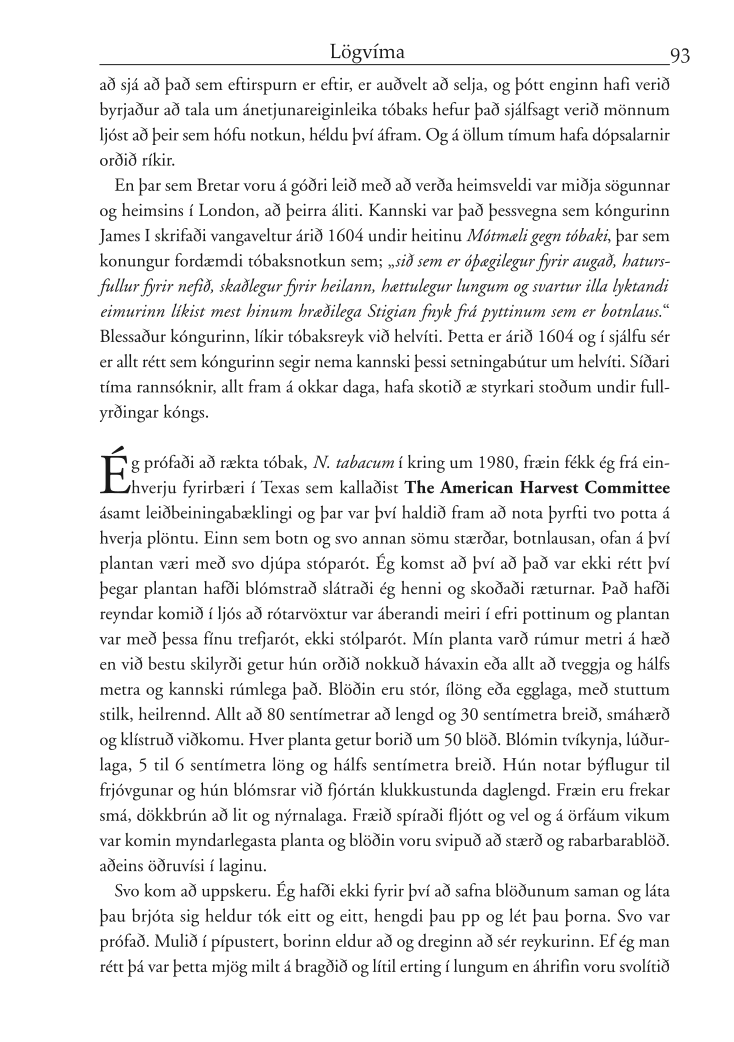 Lögvíma
93
að sjá að það sem eftirspurn er eftir, er auðvelt að selja, og þótt enginn hafi verið
byrjaður að tala um ánetjunareiginleika tóbaks hefur það sjálfsagt verið mönnum
ljóst að þeir sem hófu notkun, héldu því áfram. Og á öllum tímum hafa dópsalarnir
orðið ríkir.
En þar sem Bretar voru á góðri leið með að verða heimsveldi var miðja sögunnar
og heimsins í London, að þeirra áliti. Kannski var það þessvegna sem kóngurinn
James I skrifaði vangaveltur árið 1604 undir heitinu Mótmæli gegn tóbaki, þar sem
konungur fordæmdi tóbaksnotkun sem; „sið sem er óþægilegur fyrir augað, haturs-
fullur fyrir nefið, skaðlegur fyrir heilann, hættulegur lungum og svartur illa lyktandi
eimurinn líkist mest hinum hræðilega Stigian fnyk frá pyttinum sem er botnlaus.“
Blessaður kóngurinn, líkir tóbaksreyk við helvíti. Þetta er árið 1604 og í sjálfu sér
er allt rétt sem kóngurinn segir nema kannski þessi setningabútur um helvíti. Síðari
tíma rannsóknir, allt fram á okkar daga, hafa skotið æ styrkari stoðum undir full-
yrðingar kóngs.
Ég prófaði að rækta tóbak, N. tabacum í kring um 1980, fræin fékk ég frá ein-
hverju fyrirbæri í Texas sem kallaðist The American Harvest Committee
ásamt leiðbeiningabæklingi og þar var því haldið fram að nota þyrfti tvo potta á
hverja plöntu. Einn sem botn og svo annan sömu stærðar, botnlausan, ofan á því
plantan væri með svo djúpa stóparót. Ég komst að því að það var ekki rétt því
þegar plantan hafði blómstrað slátraði ég henni og skoðaði ræturnar. Það hafði
reyndar komið í ljós að rótarvöxtur var áberandi meiri í efri pottinum og plantan
var með þessa fínu trefjarót, ekki stólparót. Mín planta varð rúmur metri á hæð
en við bestu skilyrði getur hún orðið nokkuð hávaxin eða allt að tveggja og hálfs
metra og kannski rúmlega það. Blöðin eru stór, ílöng eða egglaga, með stuttum
stilk, heilrennd. Allt að 80 sentímetrar að lengd og 30 sentímetra breið, smáhærð
og klístruð viðkomu. Hver planta getur borið um 50 blöð. Blómin tvíkynja, lúður-
laga, 5 til 6 sentímetra löng og hálfs sentímetra breið. Hún notar býflugur til
frjóvgunar og hún blómsrar við fjórtán klukkustunda daglengd. Fræin eru frekar
smá, dökkbrún að lit og nýrnalaga. Fræið spíraði fljótt og vel og á örfáum vikum
var komin myndarlegasta planta og blöðin voru svipuð að stærð og rabarbarablöð.
aðeins öðruvísi í laginu.
Svo kom að uppskeru. Ég hafði ekki fyrir því að safna blöðunum saman og láta
þau brjóta sig heldur tók eitt og eitt, hengdi þau pp og lét þau þorna. Svo var
prófað. Mulið í pípustert, borinn eldur að og dreginn að sér reykurinn. Ef ég man
rétt þá var þetta mjög milt á bragðið og lítil erting í lungum en áhrifin voru svolítið